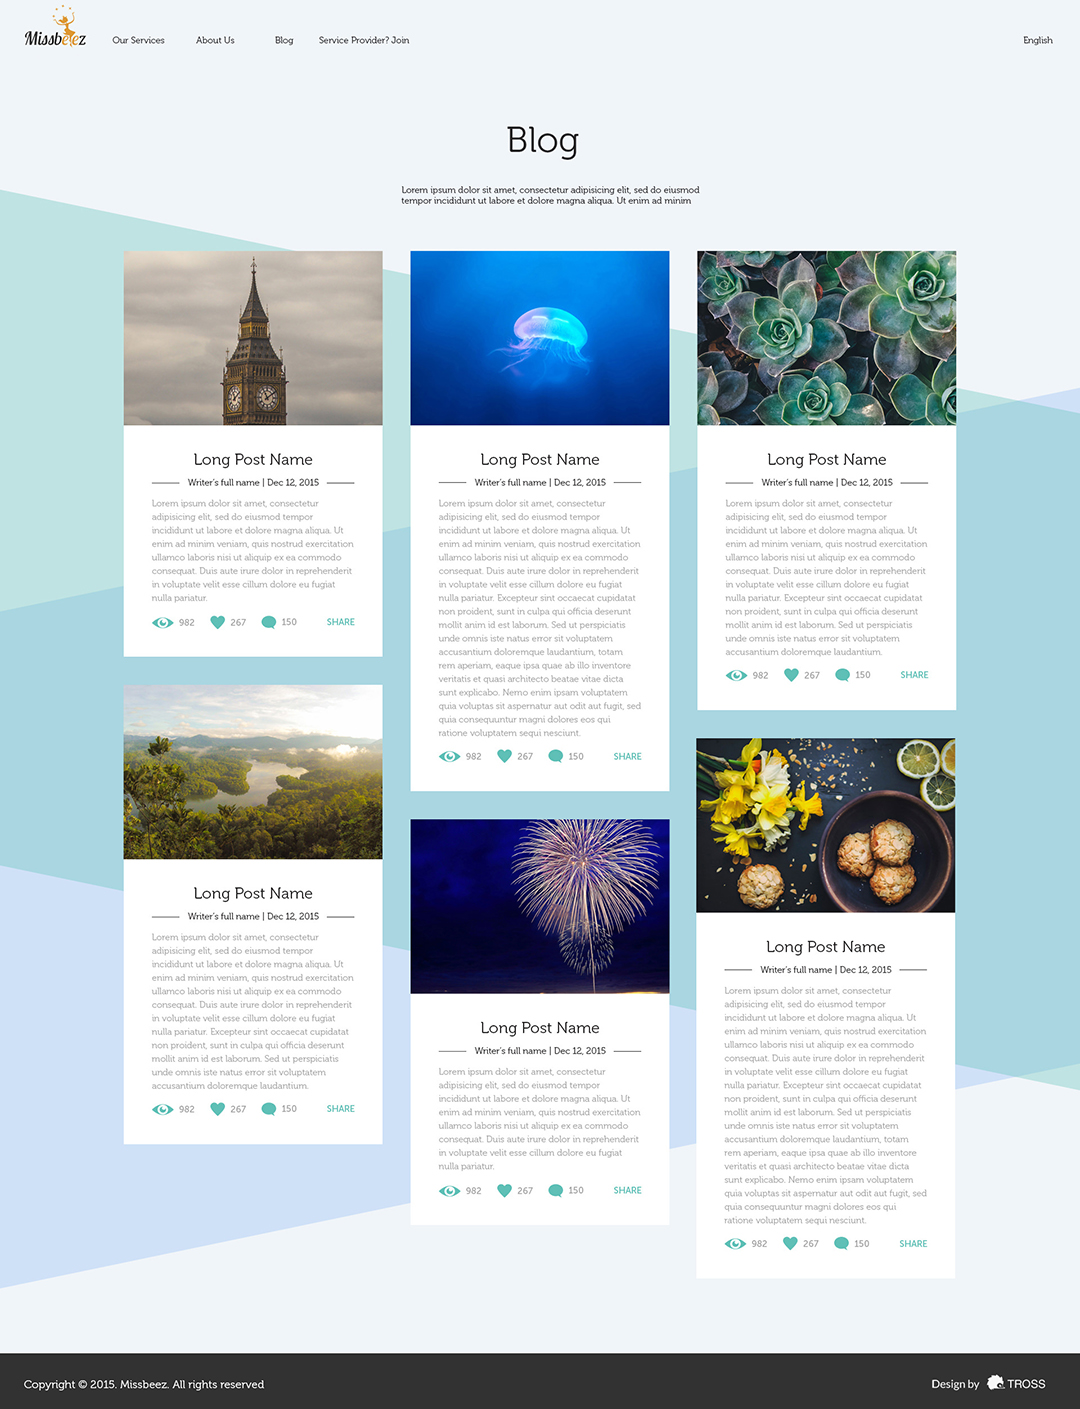 Missbeez
Our Services
About Us
Blog
Service Provider? Join
English
Blog
Lorem ipsum dolor sit amet, consectetur adipisicing elit, sed do eiusmod
tempor incididunt ut labore et dolore magna aliqua. Ut enim ad minim
Long Post Name
Writer's full name | Dec 12, 2015
Lorem ipsum dolor sit amet, consectetur
adipisicing elit, sed do eiusmod tempor
incididunt ut labore et dolore magna aliqua. Ut
enim ad minim veniam, quis nostrud exercitation
ullamco laboris nisi ut aliquip ex ea commodo
consequat. Duis aute irure dolor in reprehenderit
in voluptate velit esse cillum dolore eu fugiat
nulla pariatur.
982 267 150 SHARE
Long Post Name
Writer's full name | Dec 12, 2015
Lorem ipsum dolor sit amet, consectetur
adipisicing elit, sed do eiusmod tempor
incididunt ut labore et dolore magna aliqua. Ut
enim ad minim veniam, quis nostrud exercitation
ullamco laboris nisi ut aliquip ex ea commodo
consequat. Duis aute irure dolor in reprehenderit
in voluptate velit esse cillum dolore eu fugiat
nulla pariatur. Excepteur sint occaecat cupidatat
non proident, sunt in culpa qui officia deserunt
mollit anim id est laborum. Sed ut perspiciatis
unde omnis iste natus error sit voluptatem
accusantium doloremque laudantium, totam
rem aperiam, eaque ipsa quae ab illo inventore
veritatis et quasi architecto beatae vitae dicta
sunt explicabo. Nemo enim ipsam voluptatem
quia voluptas sit aspernatur aut odit aut fugit, sed
quia consequuntur magni dolores eos qui
ratione voluptatem sequi nesciunt.
982 267 150 SHARE
Long Post Name
Writer's full name | Dec 12, 2015
Lorem ipsum dolor sit amet, consectetur
adipisicing elit, sed do eiusmod tempor
incididunt ut labore et dolore magna aliqua. Ut
enim ad minim veniam, quis nostrud exercitation
ullamco laboris nisi ut aliquip ex ea commodo
consequat. Duis aute irure dolor in reprehenderit
in voluptate velit esse cillum dolore eu fugiat
nulla pariatur. Excepteur sint occaecat cupidatat
non proident, sunt in culpa qui officia deserunt
mollit anim id est laborum. Sed ut perspiciatis
unde omnis iste natus error sit voluptatem
accusantium doloremque laudantium.
982 267 150 SHARE
Long Post Name
Writer's full name | Dec 12, 2015
Lorem ipsum dolor sit amet, consectetur
adipisicing elit, sed do eiusmod tempor
incididunt ut labore et dolore magna aliqua. Ut
enim ad minim veniam, quis nostrud exercitation
ullamco laboris nisi ut aliquip ex ea commodo
consequat. Duis aute irure dolor in reprehenderit
in voluptate velit esse cillum dolore eu fugiat
nulla pariatur. Excepteur sint occaecat cupidatat
non proident, sunt in culpa qui officia deserunt
mollit anim id est laborum. Sed ut perspiciatis
unde omnis iste natus error sit voluptatem
accusantium doloremque laudantium.
982 267 150 SHARE
Long Post Name
Writer's full name | Dec 12, 2015
Lorem ipsum dolor sit amet, consectetur
adipisicing elit, sed do eiusmod tempor
incididunt ut labore et dolore magna aliqua. Ut
enim ad minim veniam, quis nostrud exercitation
ullamco laboris nisi ut aliquip ex ea commodo
consequat. Duis aute irure dolor in reprehenderit
in voluptate velit esse cillum dolore eu fugiat
nulla pariatur.
982 267 150 SHARE
Long Post Name
Writer's full name | Dec 12, 2015
Lorem ipsum dolor sit amet, consectetur
adipisicing elit, sed do eiusmod tempor
incididunt ut labore et dolore magna aliqua. Ut
enim ad minim veniam, quis nostrud exercitation
ullamco laboris nisi ut aliquip ex ea commodo
consequat. Duis aute irure dolor in reprehenderit
in voluptate velit esse cillum dolore eu fugiat
nulla pariatur. Excepteur sint occaecat cupidatat
non proident, sunt in culpa qui officia deserunt
mollit anim id est laborum. Sed ut perspiciatis
unde omnis iste natus error sit voluptatem
accusantium doloremque laudantium, totam
rem aperiam, eaque ipsa quae ab illo inventore
veritatis et quasi architecto beatae vitae dicta
sunt explicabo. Nemo enim ipsam voluptatem
quia voluptas sit aspernatur aut odit aut fugit, sed
quia consequuntur magni dolores eos qui
ratione voluptatem sequi nesciunt.
982 267 150 SHARE
Copyright © 2015. Missbeez. All rights reserved
Design by TROSS